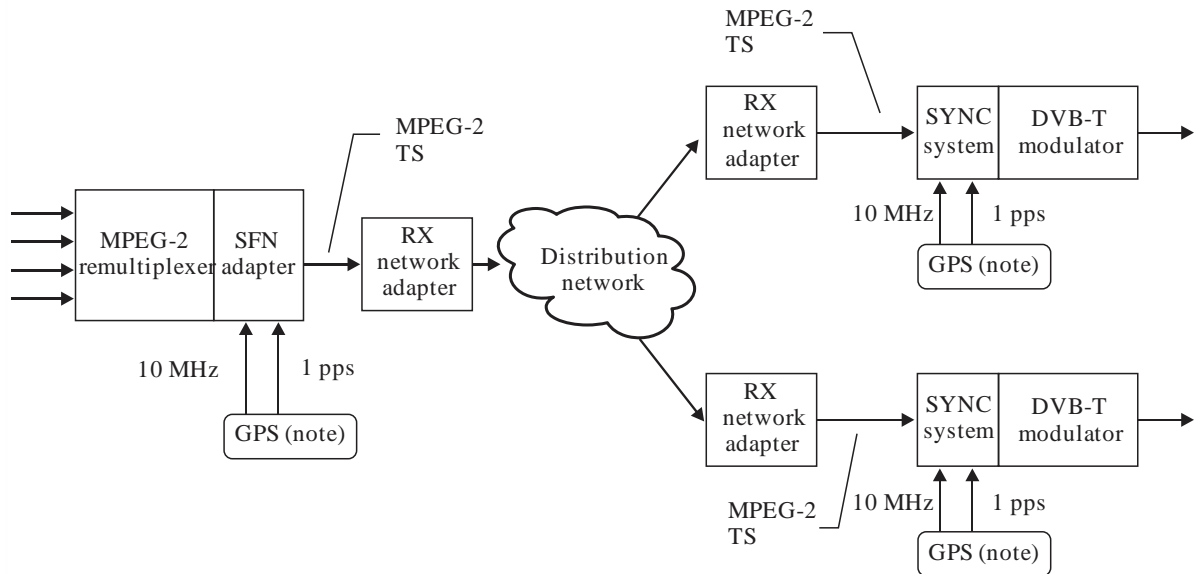 MPEG-2
TS
RX
network
adapter
SYNC
system
DVB-T
modulator
10 MHz
1 pps
GPS (note)
MPEG-2
TS
MPEG-2
remultiplexer
SFN
adapter
RX
network
adapter
Distribution
network
10 MHz
1 pps
GPS (note)
RX
network
adapter
SYNC
system
DVB-T
modulator
MPEG-2
TS
10 MHz
1 pps
GPS (note)